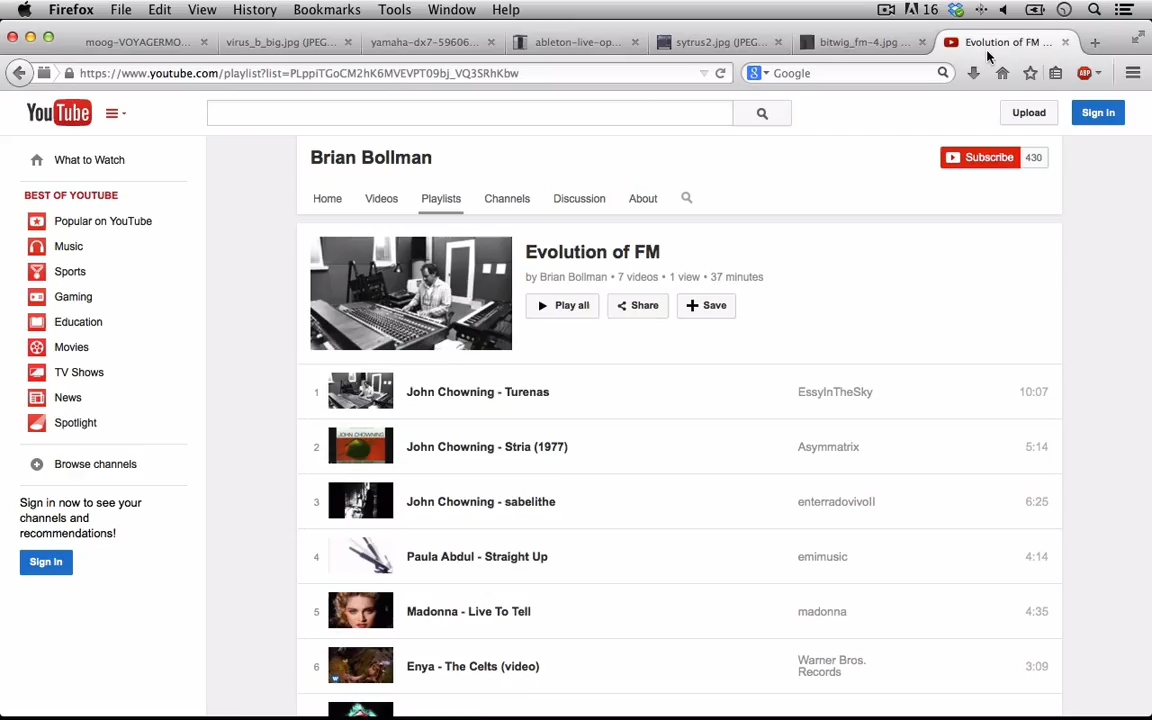 Firefox File Edit View History Bookmarks Tools Window Help 16
moog-VOYAGERMO... virus_b_big.jpg (JPEG... yamaha-dx7-59606... ableton-live-op... sytrus2.jpg (JPEG... bitwig_fm-4.jpg ... Evolution of FM ...
https://www.youtube.com/playlist?list=PLppiTGoCM2hK6MVEVPT09bj_VQ3SRhKbw Google ABP
YouTube Upload Sign in
Brian Bollman Subscribe 430
Home Videos Playlists Channels Discussion About
What to Watch
BEST OF YOUTUBE
Popular on YouTube
Music
Sports
Gaming
Education
Movies
TV Shows
News
Spotlight
Browse channels
Sign in now to see your
channels and
recommendations!
Sign In
Evolution of FM
by Brian Bollman • 7 videos • 1 view • 37 minutes
Play all Share Save
1 John Chowning - Turenas EssyInTheSky 10:07
2 John Chowning - Stria (1977) Asymmatrix 5:14
3 John Chowning - sabelithe enterradovivoII 6:25
4 Paula Abdul - Straight Up emimusic 4:14
5 Madonna - Live To Tell madonna 4:35
6 Enya - The Celts (video) Warner Bros.
Records 3:09